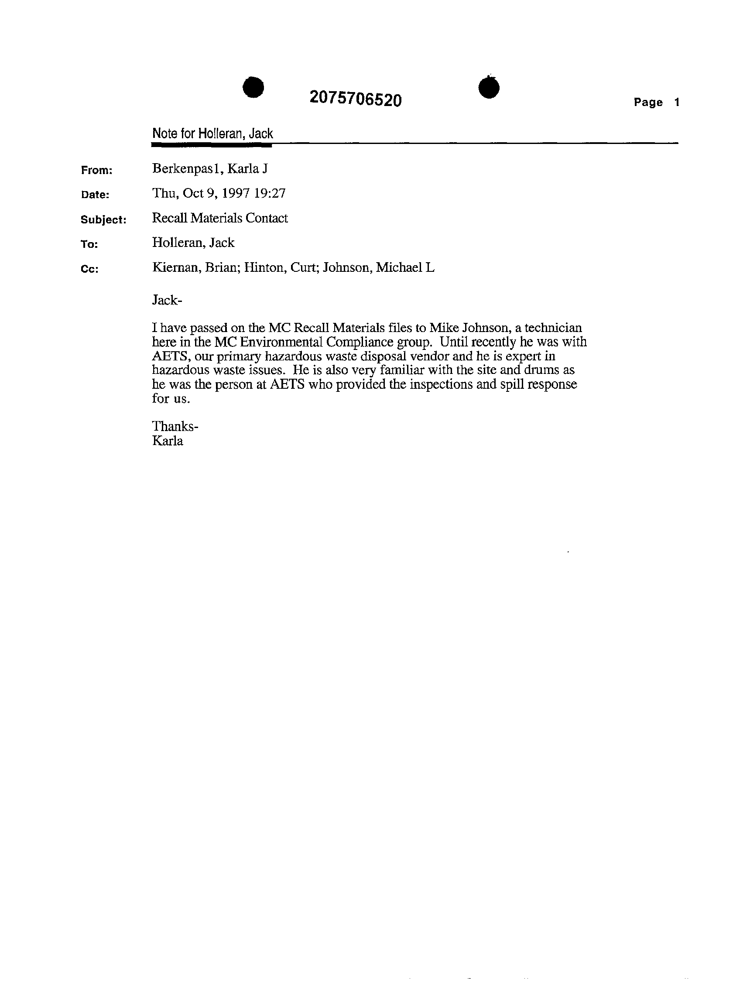 2075706520
Page 1
Note for Holleran, Jack
From: Berkenpas1, Karla J
Date: Thu, Oct 9, 1997 19:27
Subject: Recall Materials Contact
To: Holleran, Jack
Cc: Kiernan, Brian; Hinton, Curt; Johnson, Michael L
Jack-
I have passed on the MC Recall Materials files to Mike Johnson, a technician
here in the MC Environmental Compliance group. Until recently he was with
AETS, our primary hazardous waste disposal vendor and he is expert in
hazardous waste issues. He is also very familiar with the site and drums as
he was the person at AETS who provided the inspections and spill response
for us.
Thanks-
Karla